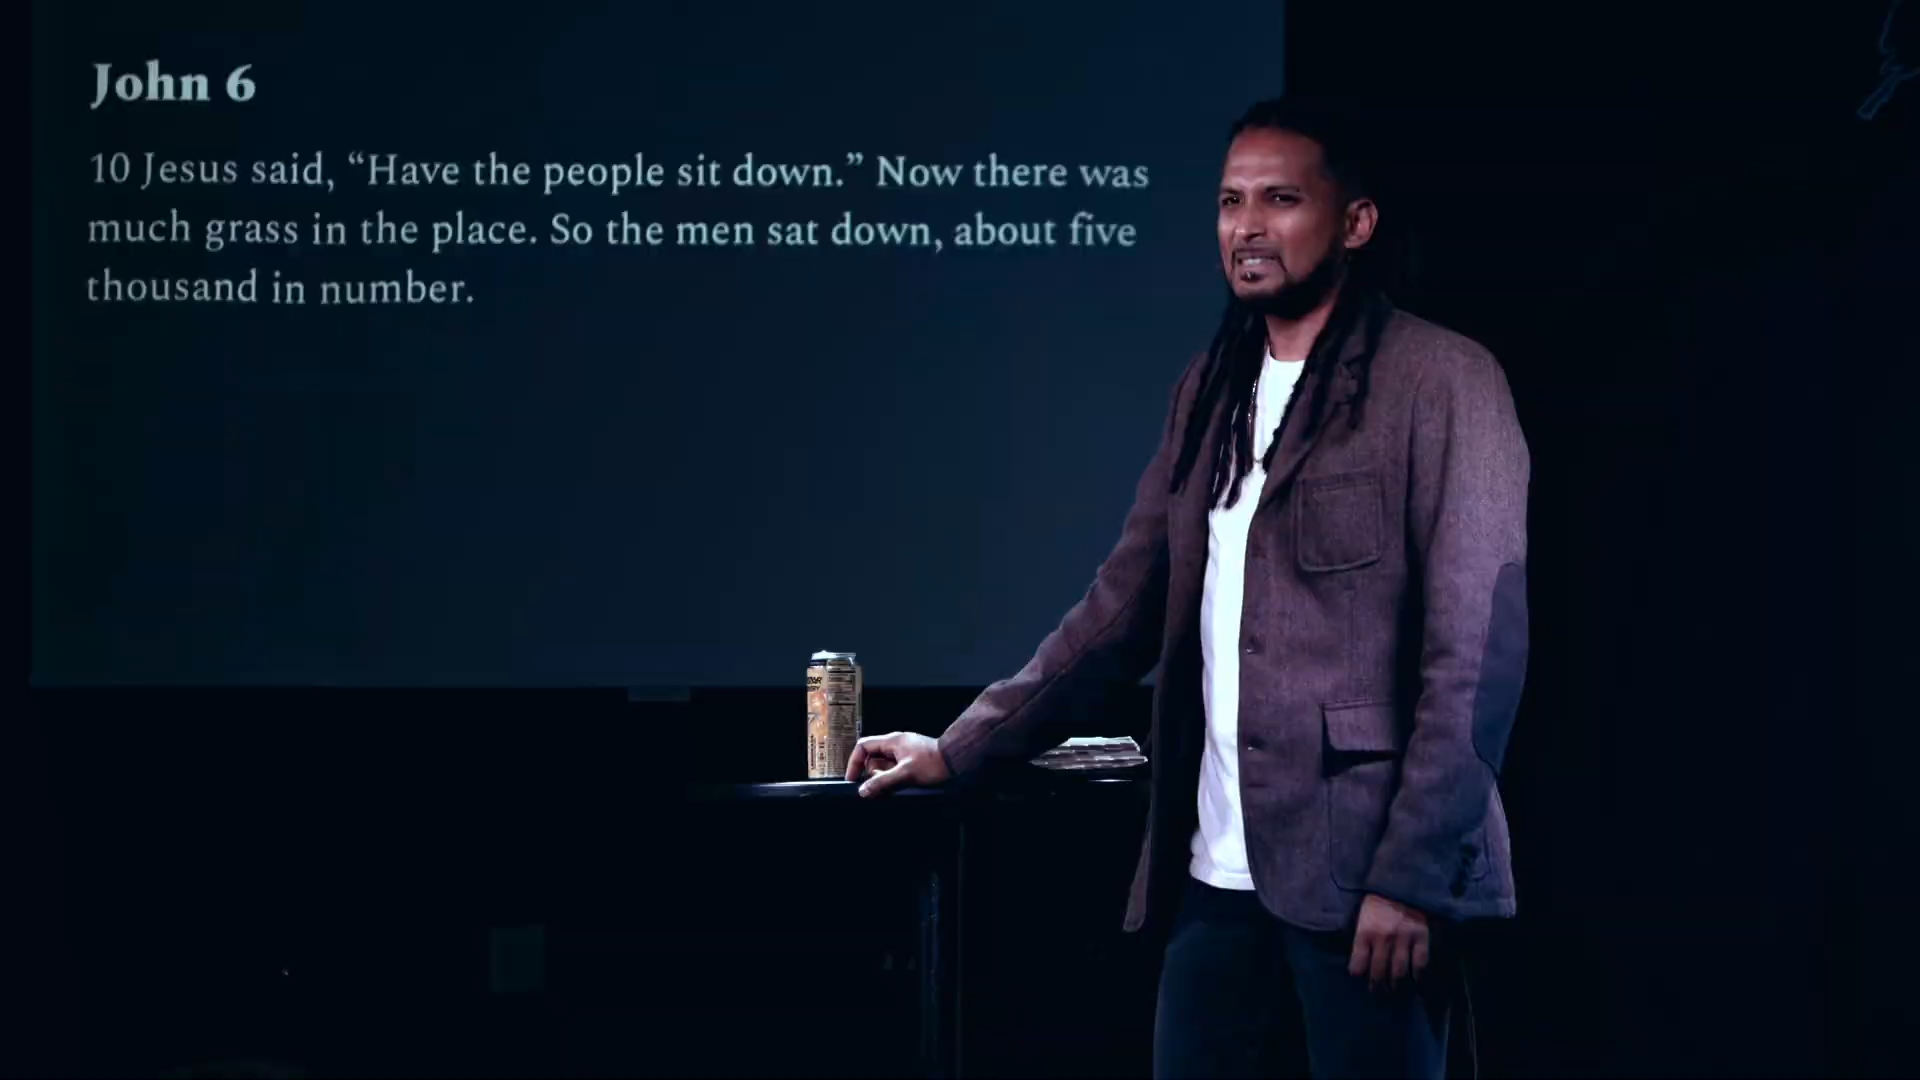 John 6
10 Jesus said, “Have the people sit down.” Now there was
much grass in the place. So the men sat down, about five
thousand in number.